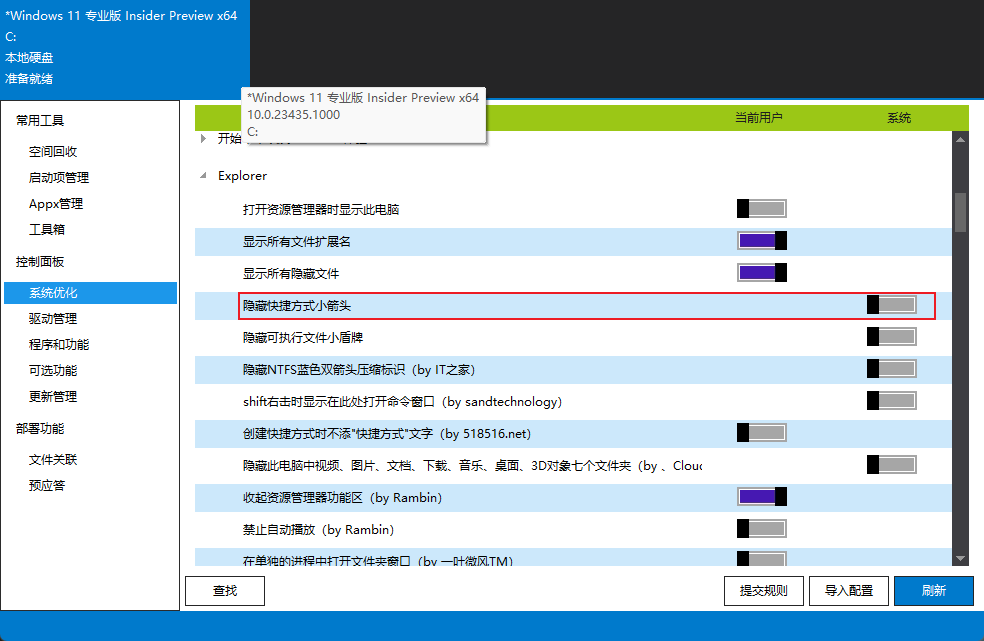 *Windows 11 专业版 Insider Preview x64
C:
本地硬盘
准备就绪
*Windows 11 专业版 Insider Preview x64
10.0.23435.1000
C:
常用工具
空间回收
启动项管理
Appx管理
工具箱
控制面板
系统优化
驱动管理
程序和功能
可选功能
更新管理
部署功能
文件关联
预应答
当前用户 系统
开始
Explorer
打开资源管理器时显示此电脑
显示所有文件扩展名
显示所有隐藏文件
隐藏快捷方式小箭头
隐藏可执行文件小盾牌
隐藏NTFS蓝色双箭头压缩标识（by IT之家）
shift右击时显示在此处打开命令窗口（by sandtechnology）
创建快捷方式时不添"快捷方式"文字（by 518516.net）
隐藏此电脑中视频、图片、文档、下载、音乐、桌面、3D对象七个文件夹（by 、Clou
收起资源管理器功能区（by Rambin）
禁止自动播放（by Rambin）
在单独的进程中打开文件夹窗口（by 一叶微风TM）
查找 提交规则 导入配置 刷新